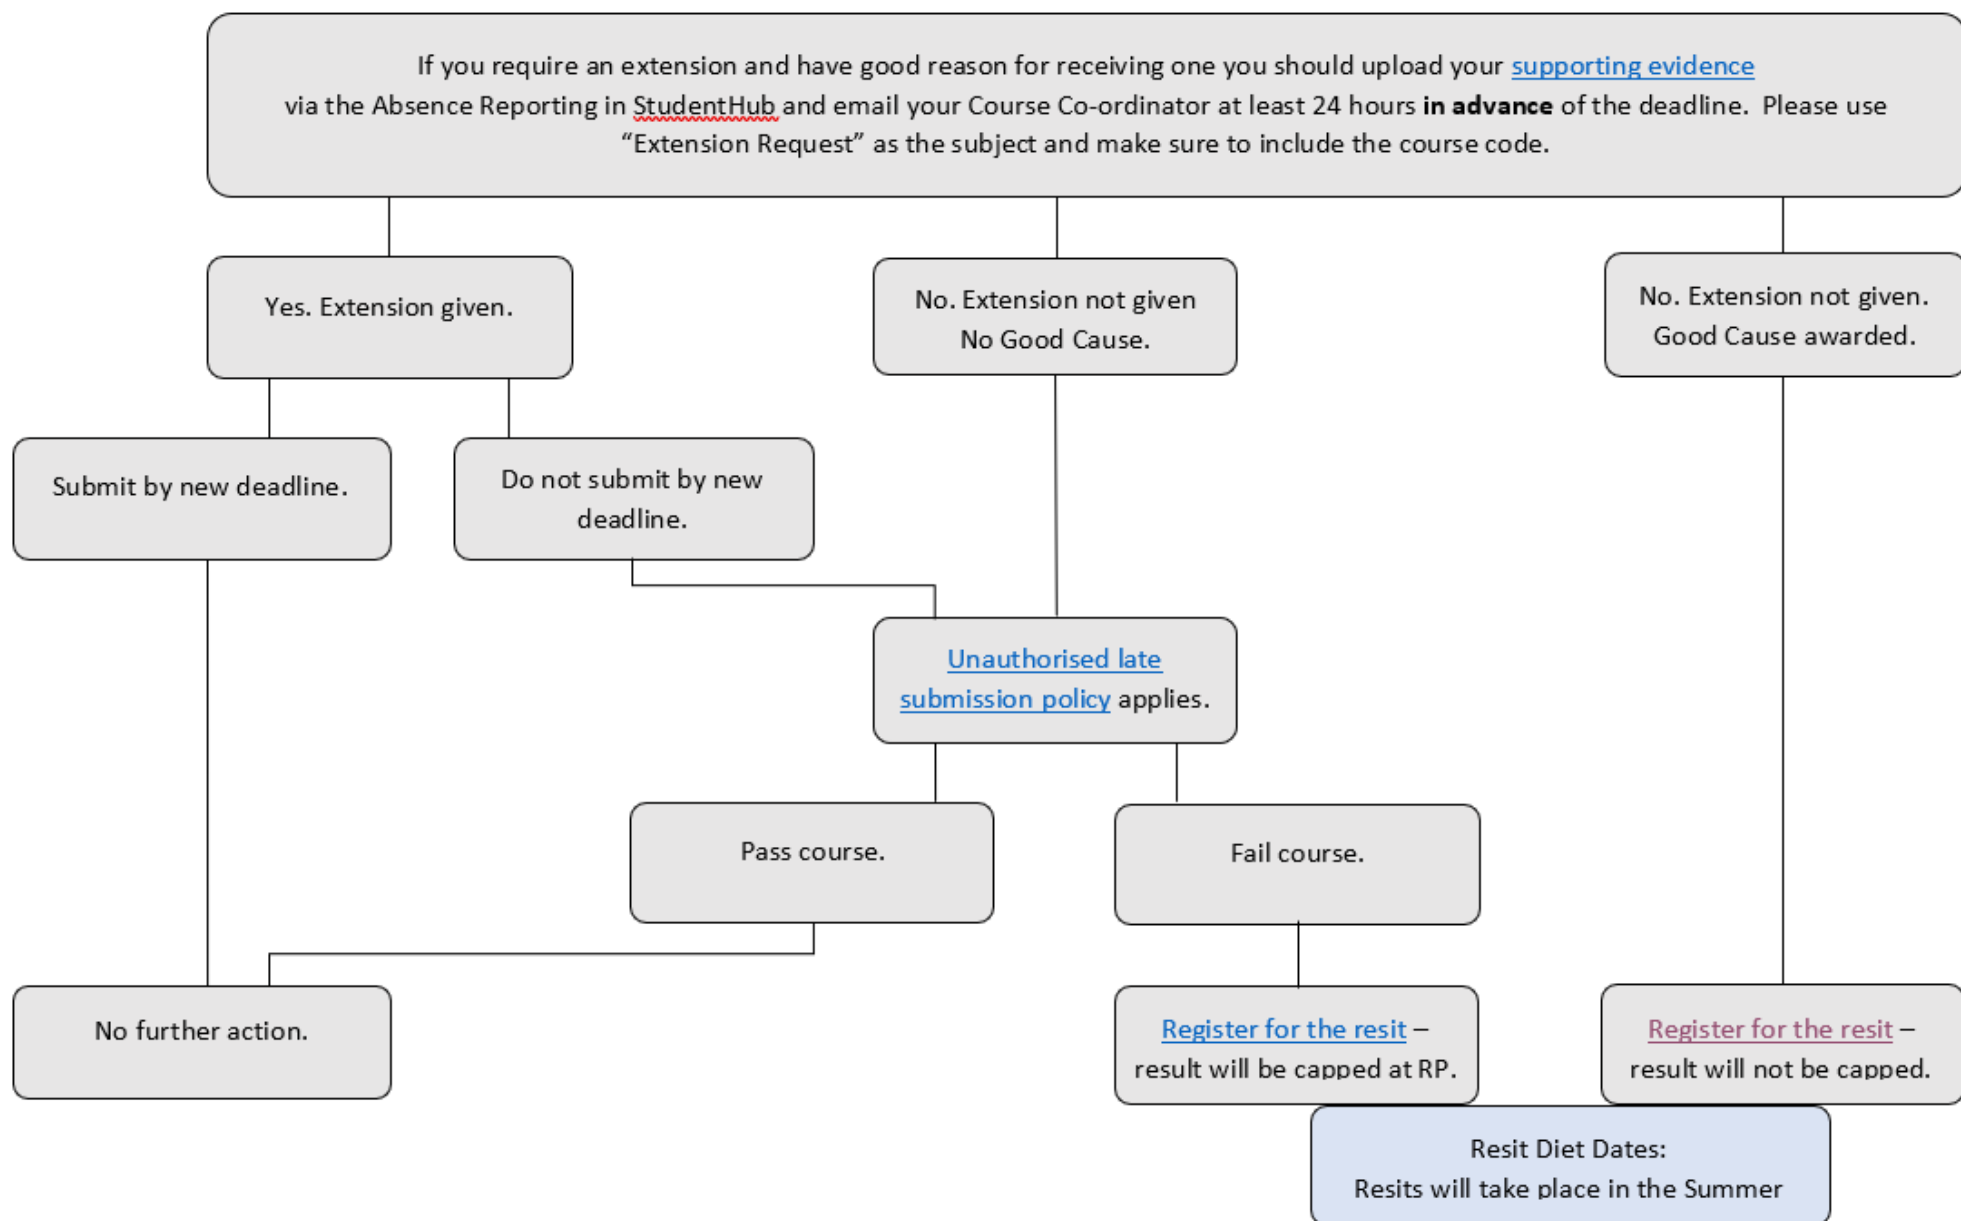 If you require an extension and have good reason for receiving one you should upload your supporting evidence
via the Absence Reporting in StudentHub and email your Course Co-ordinator at least 24 hours in advance of the deadline. Please use
“Extension Request” as the subject and make sure to include the course code.
Yes. Extension given.
No. Extension not given
No Good Cause.
No. Extension not given.
Good Cause awarded.
Submit by new deadline.
Do not submit by new
deadline.
Unauthorised late
submission policy applies.
Pass course.
Fail course.
No further action.
Register for the resit –
result will be capped at RP.
Register for the resit –
result will not be capped.
Resit Diet Dates:
Resits will take place in the Summer